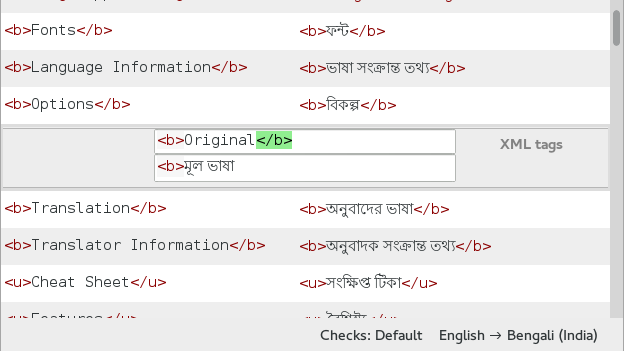 <b>Fonts</b> <b>ফন্ট</b>
<b>Language Information</b> <b>ভাষা সংক্রান্ত তথ্য</b>
<b>Options</b> <b>বিকল্প</b>
<b>Original</b> XML tags
<b>মূল ভাষা
<b>Translation</b> <b>অনুবাদের ভাষা</b>
<b>Translator Information</b> <b>অনুবাদক সংক্রান্ত তথ্য</b>
<u>Cheat Sheet</u> <u>সংক্ষিপ্ত টিকা</u>
Checks: Default English → Bengali (India)